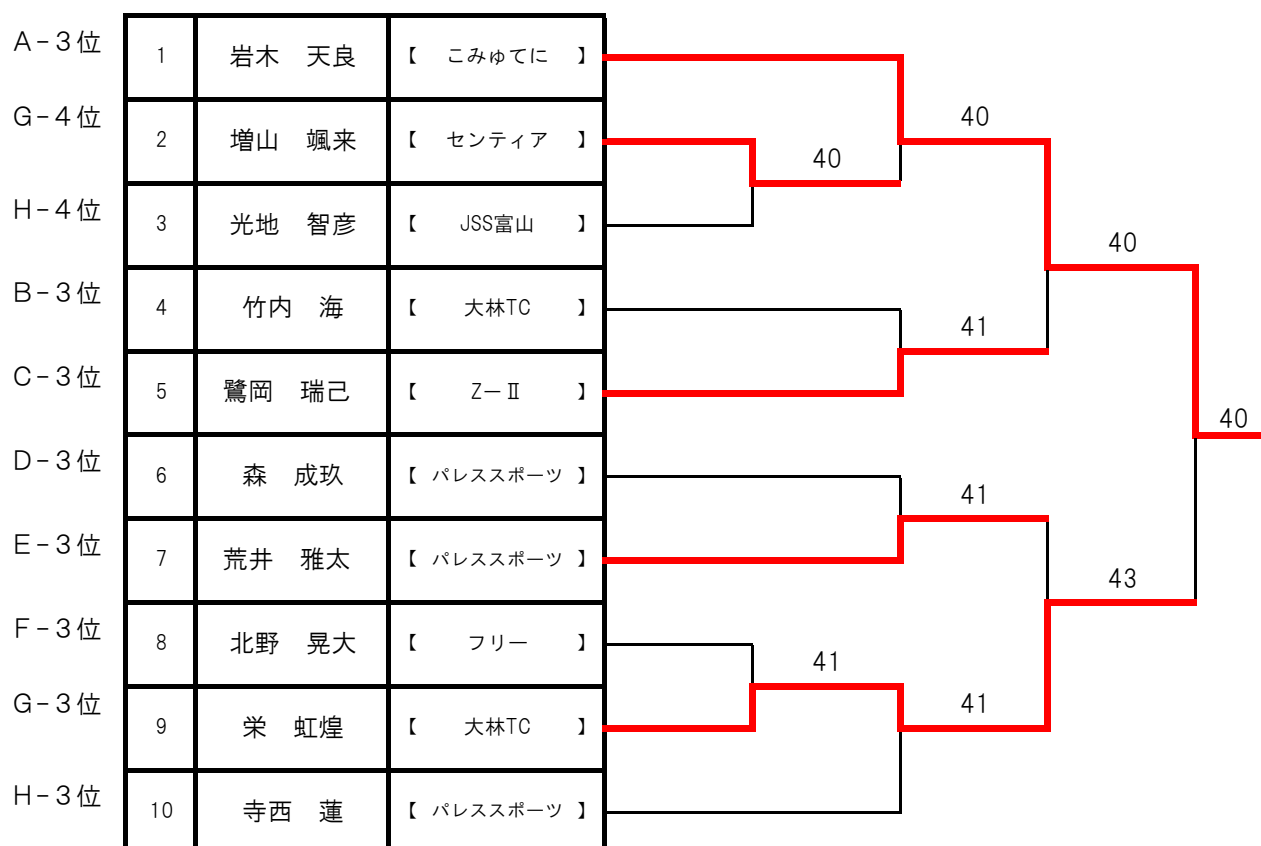 A-3位 1 岩木 天良 【 こみゅてに 】
G-4位 2 増山 颯来 【 センティア 】
H-4位 3 光地 智彦 【 JSS富山 】
B-3位 4 竹内 海 【 大林TC 】
C-3位 5 鷺岡 瑞己 【 Z－Ⅱ 】
D-3位 6 森 成玖 【 パレススポーツ 】
E-3位 7 荒井 雅太 【 パレススポーツ 】
F-3位 8 北野 晃大 【 フリー 】
G-3位 9 栄 虹煌 【 大林TC 】
H-3位 10 寺西 蓮 【 パレススポーツ 】
40
41
40
41
41
41
40
43
40